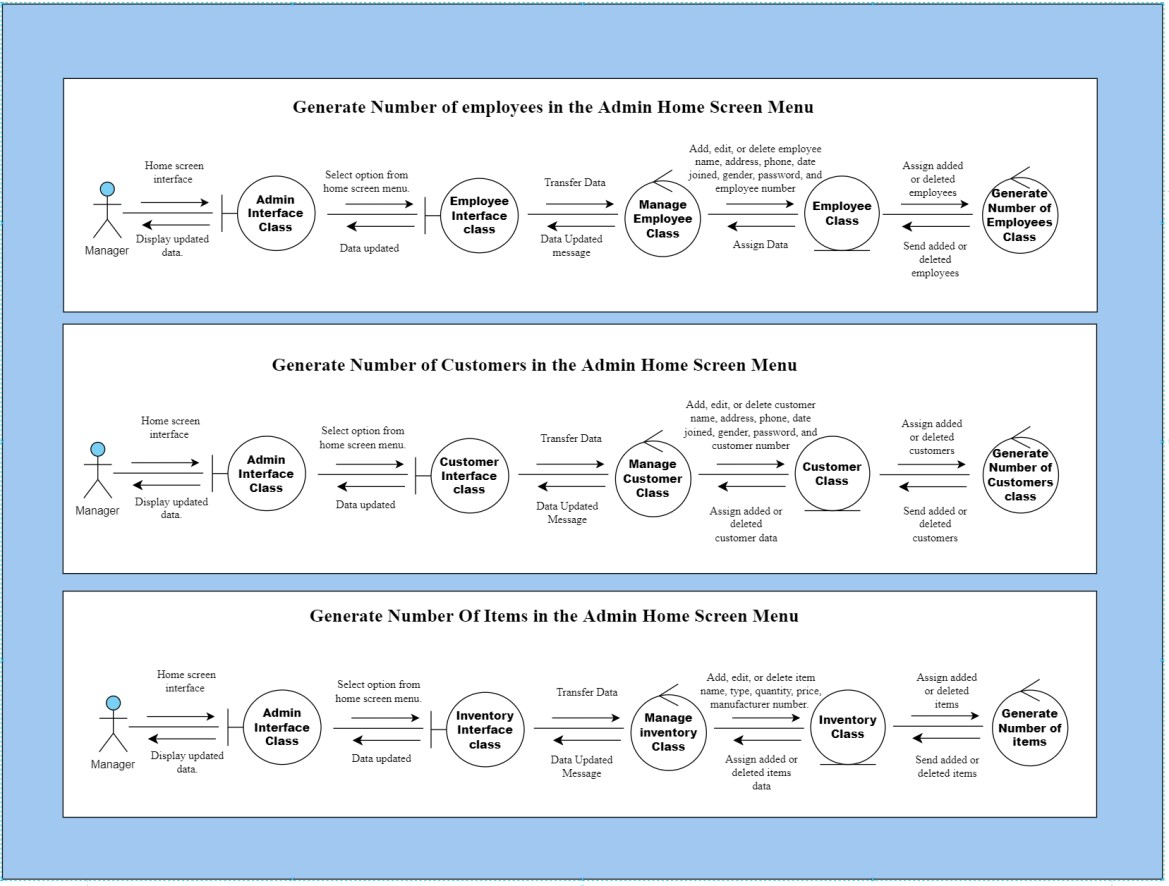 Generate Number of employees in the Admin Home Screen Menu
Home screen
interface
Display updated
data.
Manager
Admin
Interface
Class
Select option from
home screen menu.
Data updated
Employee
Interface
class
Transfer Data
Data Updated
message
Manage
Employee
Class
Add, edit, or delete employee
name, address, phone, date
joined, gender, password, and
employee number
Assign Data
Employee
Class
Assign added
or deleted
employees
Send added or
deleted
employees
Generate
Number of
Employees
Class
Generate Number of Customers in the Admin Home Screen Menu
Home screen
interface
Display updated
data.
Manager
Admin
Interface
Class
Select option from
home screen menu.
Data updated
Customer
Interface
class
Transfer Data
Data Updated
Message
Manage
Customer
Class
Add, edit, or delete customer
name, address, phone, date
joined, gender, password, and
customer number
Assign added or
deleted
customer data
Customer
Class
Assign added
or deleted
customers
Send added or
deleted
customers
Generate
Number of
Customers
class
Generate Number Of Items in the Admin Home Screen Menu
Home screen
interface
Display updated
data.
Manager
Admin
Interface
Class
Select option from
home screen menu.
Data updated
Inventory
Interface
class
Transfer Data
Data Updated
Message
Manage
inventory
Class
Add, edit, or delete item
name, type, quantity, price,
manufacturer number.
Assign added or
deleted items
data
Inventory
Class
Assign added
or deleted
items
Send added or
deleted items
Generate
Number of
items